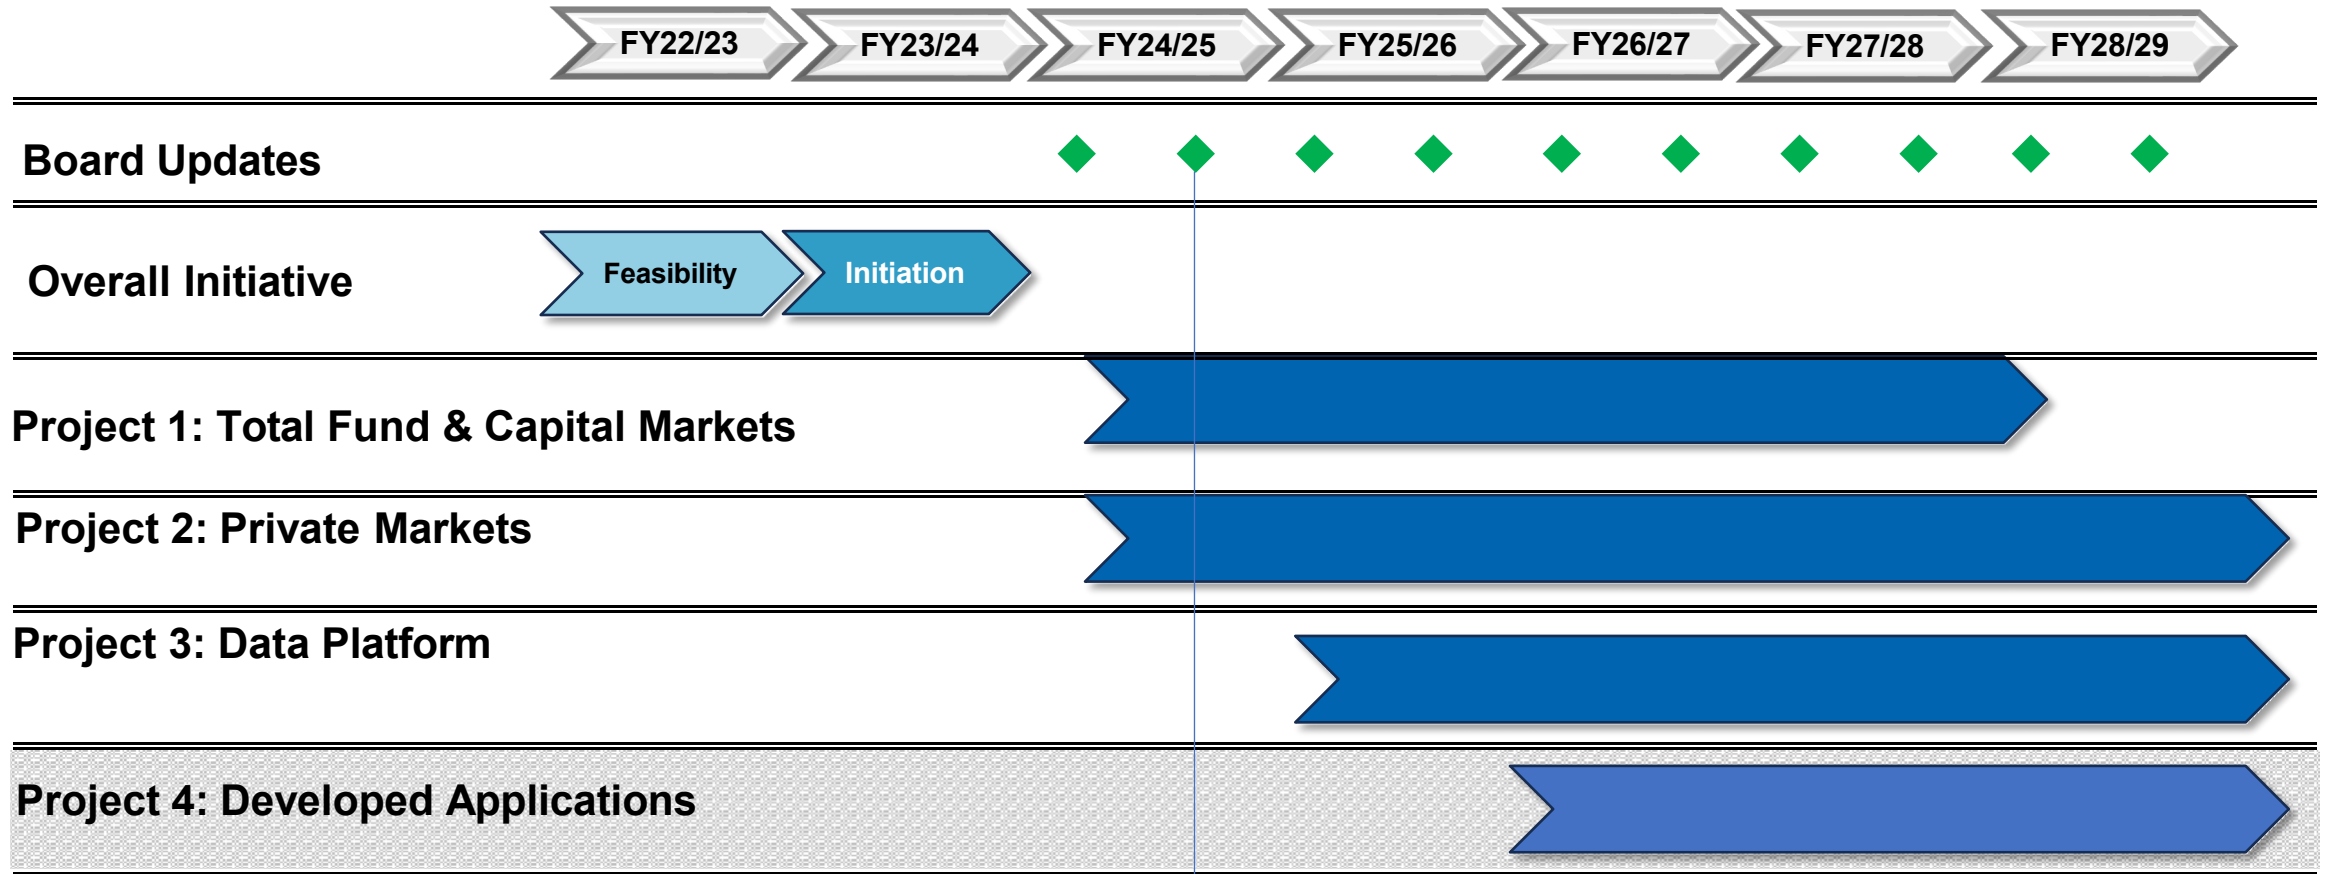 FY22/23 FY23/24 FY24/25 FY25/26 FY26/27 FY27/28 FY28/29
Board Updates
Overall Initiative
Feasibility
Initiation
Project 1: Total Fund & Capital Markets
Project 2: Private Markets
Project 3: Data Platform
Project 4: Developed Applications